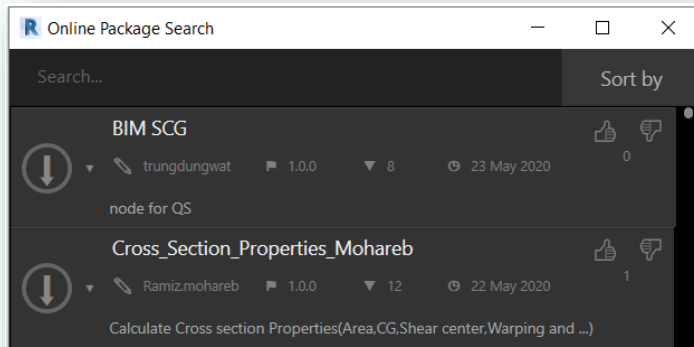 R Online Package Search
Search...
Sort by
BIM SCG
trungdungwat 1.0.0 8 23 May 2020
0
node for QS
Cross_Section_Properties_Mohareb
Ramiz.mohareb 1.0.0 12 22 May 2020
1
Calculate Cross section Properties(Area,CG,Shear center,Warping and ...)